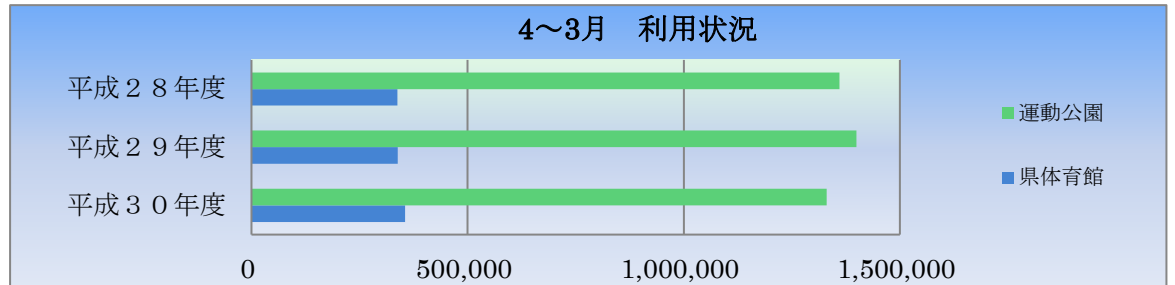 4～3月　利用状況
平成２８年度
平成２９年度
平成３０年度
運動公園
県体育館
0 500,000 1,000,000 1,500,000